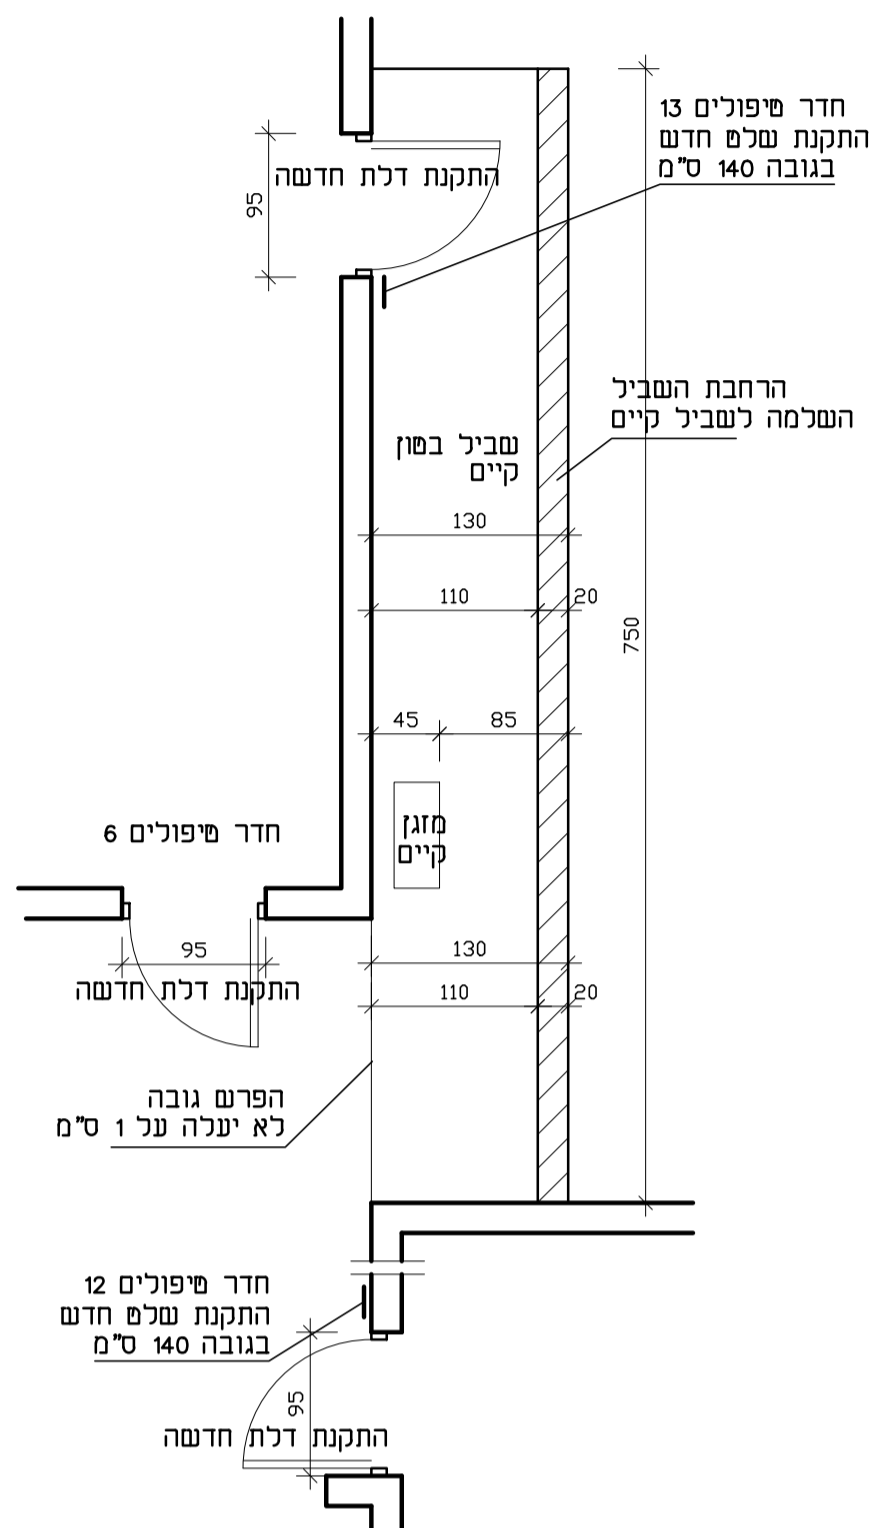 חדר טיפולים 13
התקנת שלט חדש
בגובה 140 ס"מ
התקנת דלת חדשה
95
הרחבת השביל
השלמה לשביל קיים
שביל בטון
קיים
130
110
20
750
45
85
מזגן
קיים
חדר טיפולים 6
95
התקנת דלת חדשה
130
110
20
הפרש גובה
לא יעלה על 1 ס"מ
חדר טיפולים 12
התקנת שלט חדש
בגובה 140 ס"מ
95
התקנת דלת חדשה